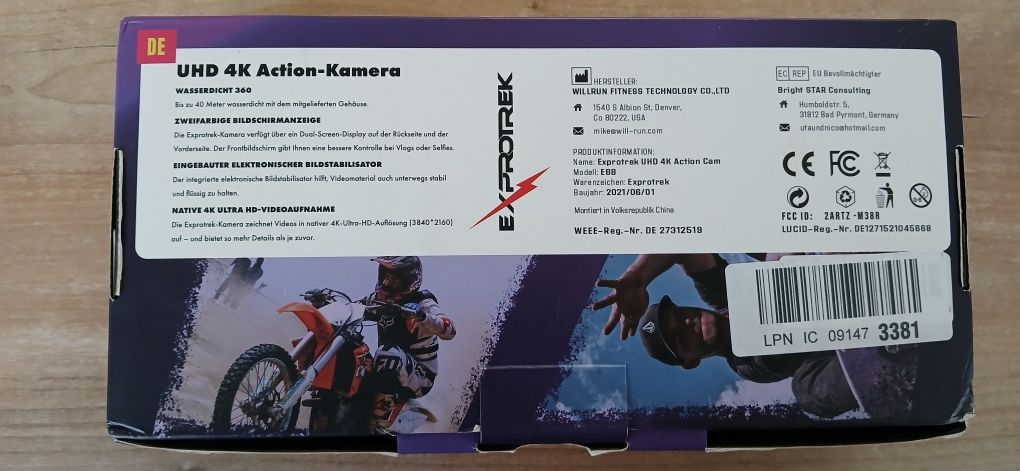 DE
UHD 4K Action-Kamera
WASSERDICHT 360
Bis zu 40 Meter wasserdicht mit dem mitgelieferten Gehäuse.
ZWEIFARBIGE BILDSCHIRMANZEIGE
Die Exprotrek-Kamera verfügt über ein Dual-Screen-Display auf der Rückseite und der
Vorderseite. Der Frontbildschirm gibt Ihnen eine bessere Kontrolle bei Vlogs oder Selfies.
EINGEBAUTER ELEKTRONISCHER BILDSTABILISATOR
Der integrierte elektronische Bildstabilisator hilft, Videomaterial auch unterwegs stabil
und flüssig zu halten.
NATIVE 4K ULTRA HD-VIDEOAUFNAHME
Die Exprotrek-Kamera zeichnet Videos in nativer 4K-Ultra-HD-Auflösung (3840*2160)
auf – und bietet so mehr Details als je zuvor.
EXPROTREK
HERSTELLER:
WILLRUN FITNESS TECHNOLOGY CO.,LTD
1540 S Albion St, Denver,
Co 80222, USA
mike@will-run.com
PRODUKTINFORMATION:
Name: Exprotrek UHD 4K Action Cam
Modell: E68
Warenzeichen: Exprotrek
Baujahr: 2021/06/01
Montiert in Volksrepublik China
WEEE-Reg.-Nr. DE 27312519
EC REP EU Bevollmächtigter
Bright STAR Consulting
Humboldstr. 5,
31812 Bad Pyrmont, Germany
utaundnico@hotmail.com
CE FC
0-3
FCC ID: 2ARTZ -M38R
LUCID-Reg.-Nr. DE1271521045668
LPN IC 09147 3381
FOX